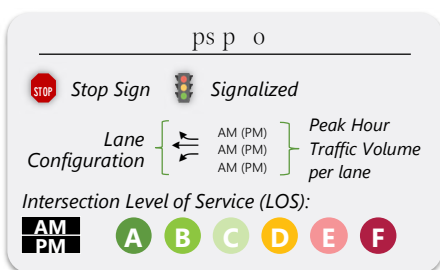 ps p o
STOP Stop Sign Signalized
Lane Configuration
AM (PM)
AM (PM)
AM (PM)
Peak Hour
Traffic Volume
per lane
Intersection Level of Service (LOS):
AM
PM
A B C D E F